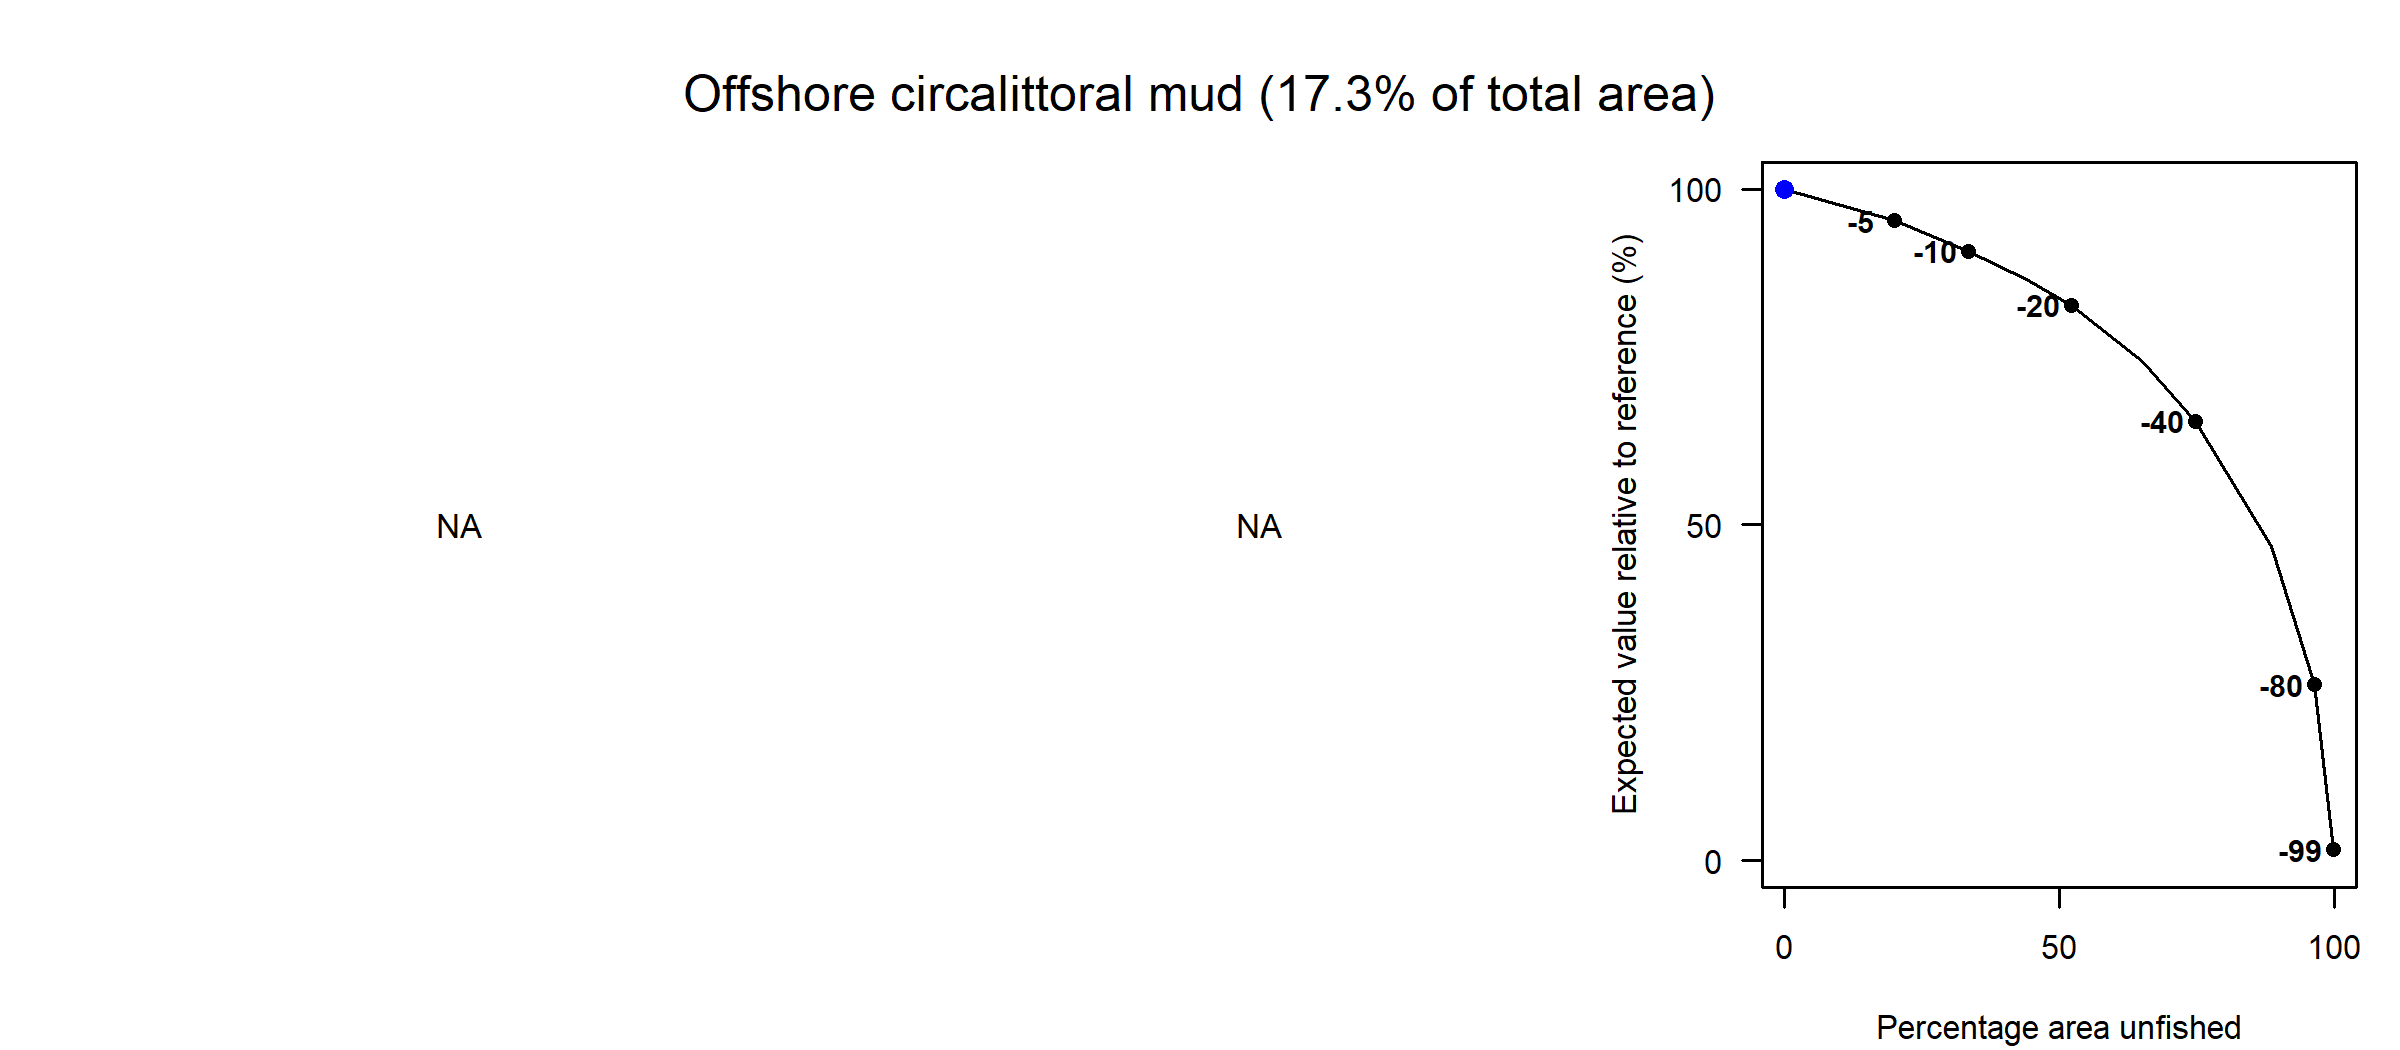 Offshore circalittoral mud (17.3% of total area)
NA
NA
Expected value relative to reference (%)
100
50
0
-5
-10
-20
-40
-80
-99
0 50 100
Percentage area unfished